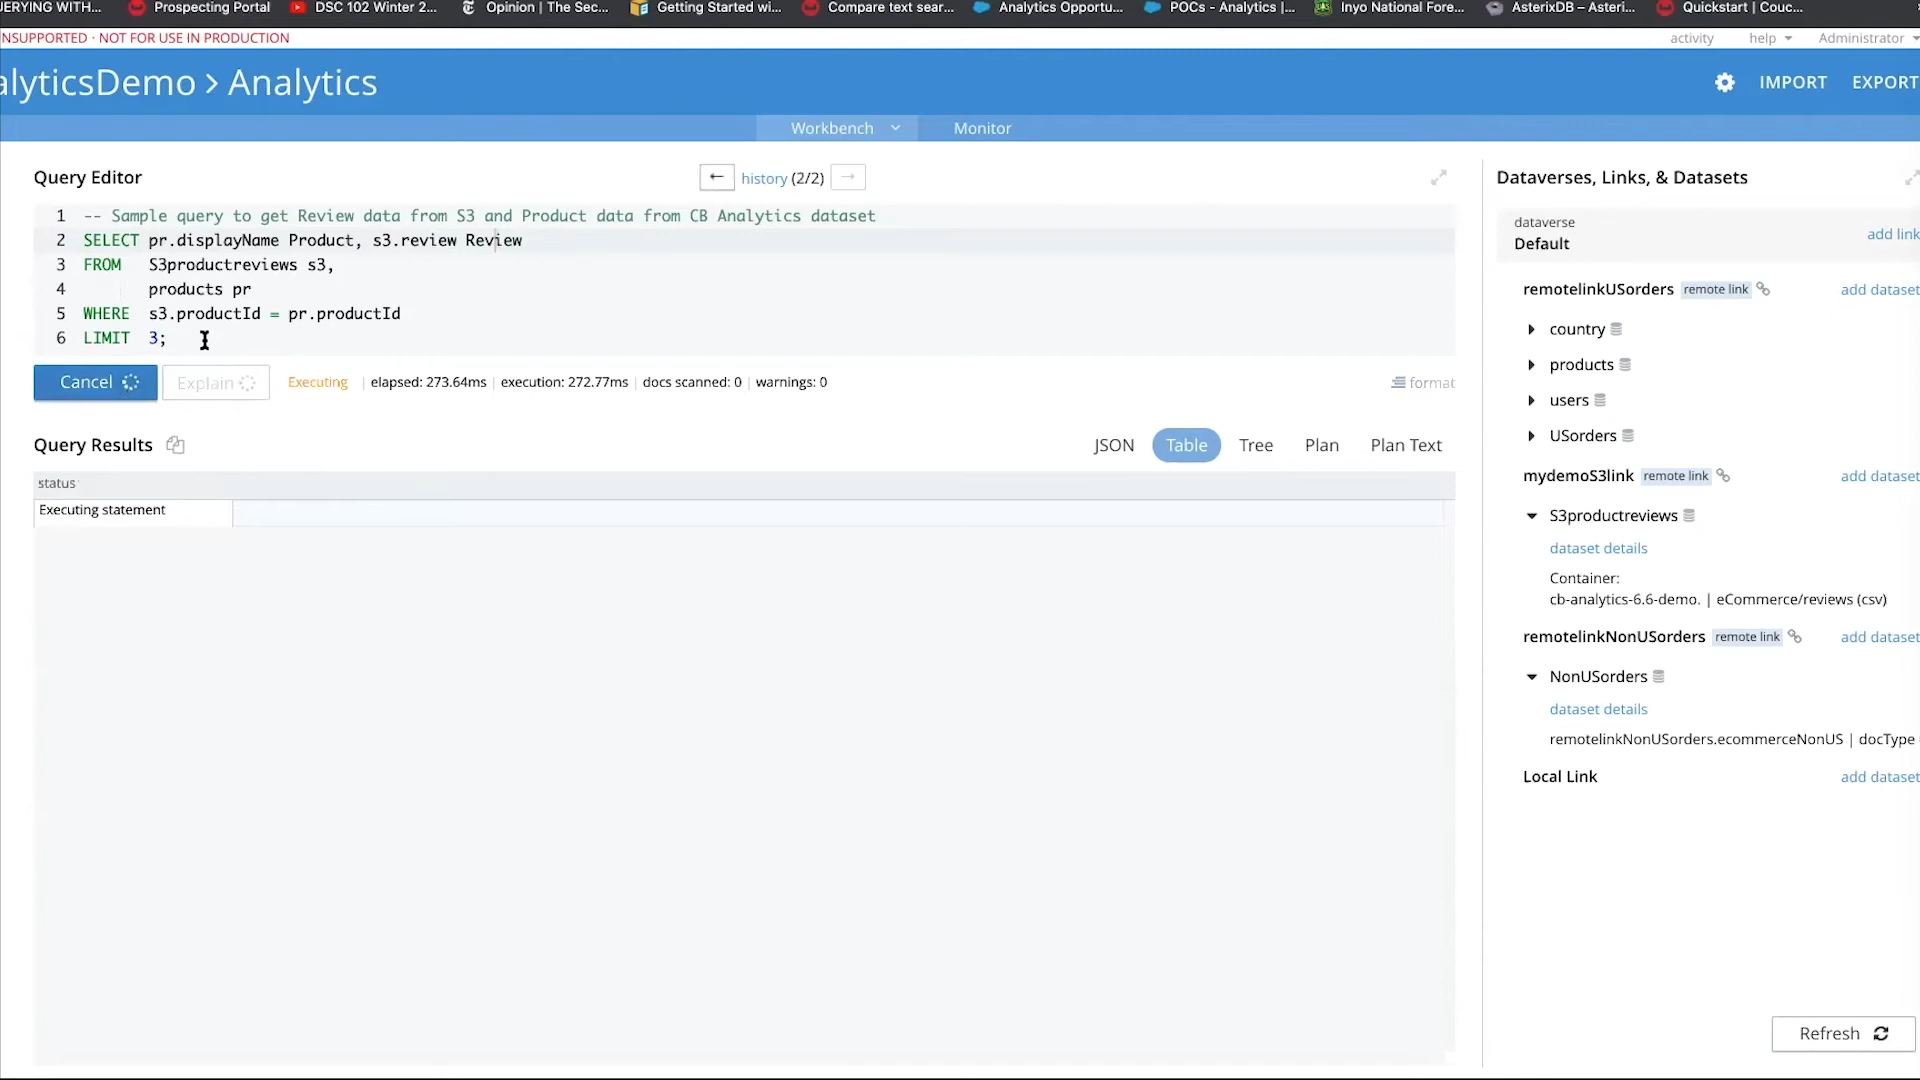 ERYING WITH... Prospecting Portal DSC 102 Winter 2... Opinion | The Sec... Getting Started wi... Compare text sear... Analytics Opportu... POCs - Analytics |... Inyo National Fore... AsterixDB – Asteri... Quickstart | Couc...
NSUPPORTED · NOT FOR USE IN PRODUCTION activity help Administrator
alyticsDemo > Analytics IMPORT EXPORT
Workbench Monitor
Query Editor ← history (2/2) →
1 -- Sample query to get Review data from S3 and Product data from CB Analytics dataset
2 SELECT pr.displayName Product, s3.review Review
3 FROM S3productreviews s3,
4 products pr
5 WHERE s3.productId = pr.productId
6 LIMIT 3;
Cancel Explain Executing | elapsed: 273.64ms | execution: 272.77ms | docs scanned: 0 | warnings: 0 format
Query Results JSON Table Tree Plan Plan Text
status
Executing statement
Dataverses, Links, & Datasets
dataverse
Default add link
remotelinkUSorders remote link add dataset
country
products
users
USorders
mydemoS3link remote link add dataset
S3productreviews
dataset details
Container:
cb-analytics-6.6-demo. | eCommerce/reviews (csv)
remotelinkNonUSorders remote link add dataset
NonUSorders
dataset details
remotelinkNonUSorders.ecommerceNonUS | docType
Local Link add dataset
Refresh